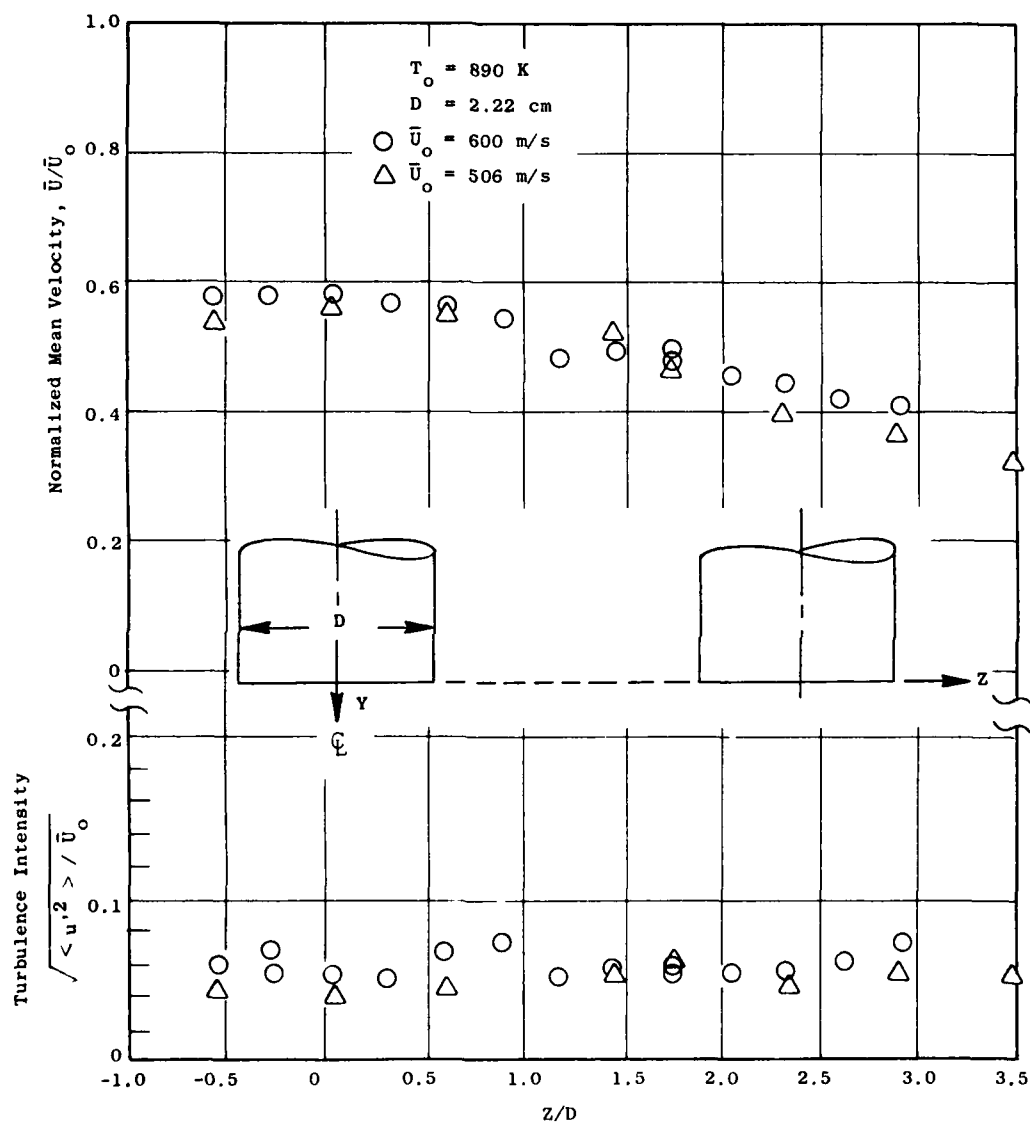 1.0
0.8
0.6
0.4
0.2
0
Normalized Mean Velocity, Ū/Ū_o
T_o = 890 K
D = 2.22 cm
○ Ū_o = 600 m/s
△ Ū_o = 506 m/s
D
Y
℄
Z
0.2
0.1
0
Turbulence Intensity
√<u'²>/Ū_o
-1.0 -0.5 0 0.5 1.0 1.5 2.0 2.5 3.0 3.5
Z/D